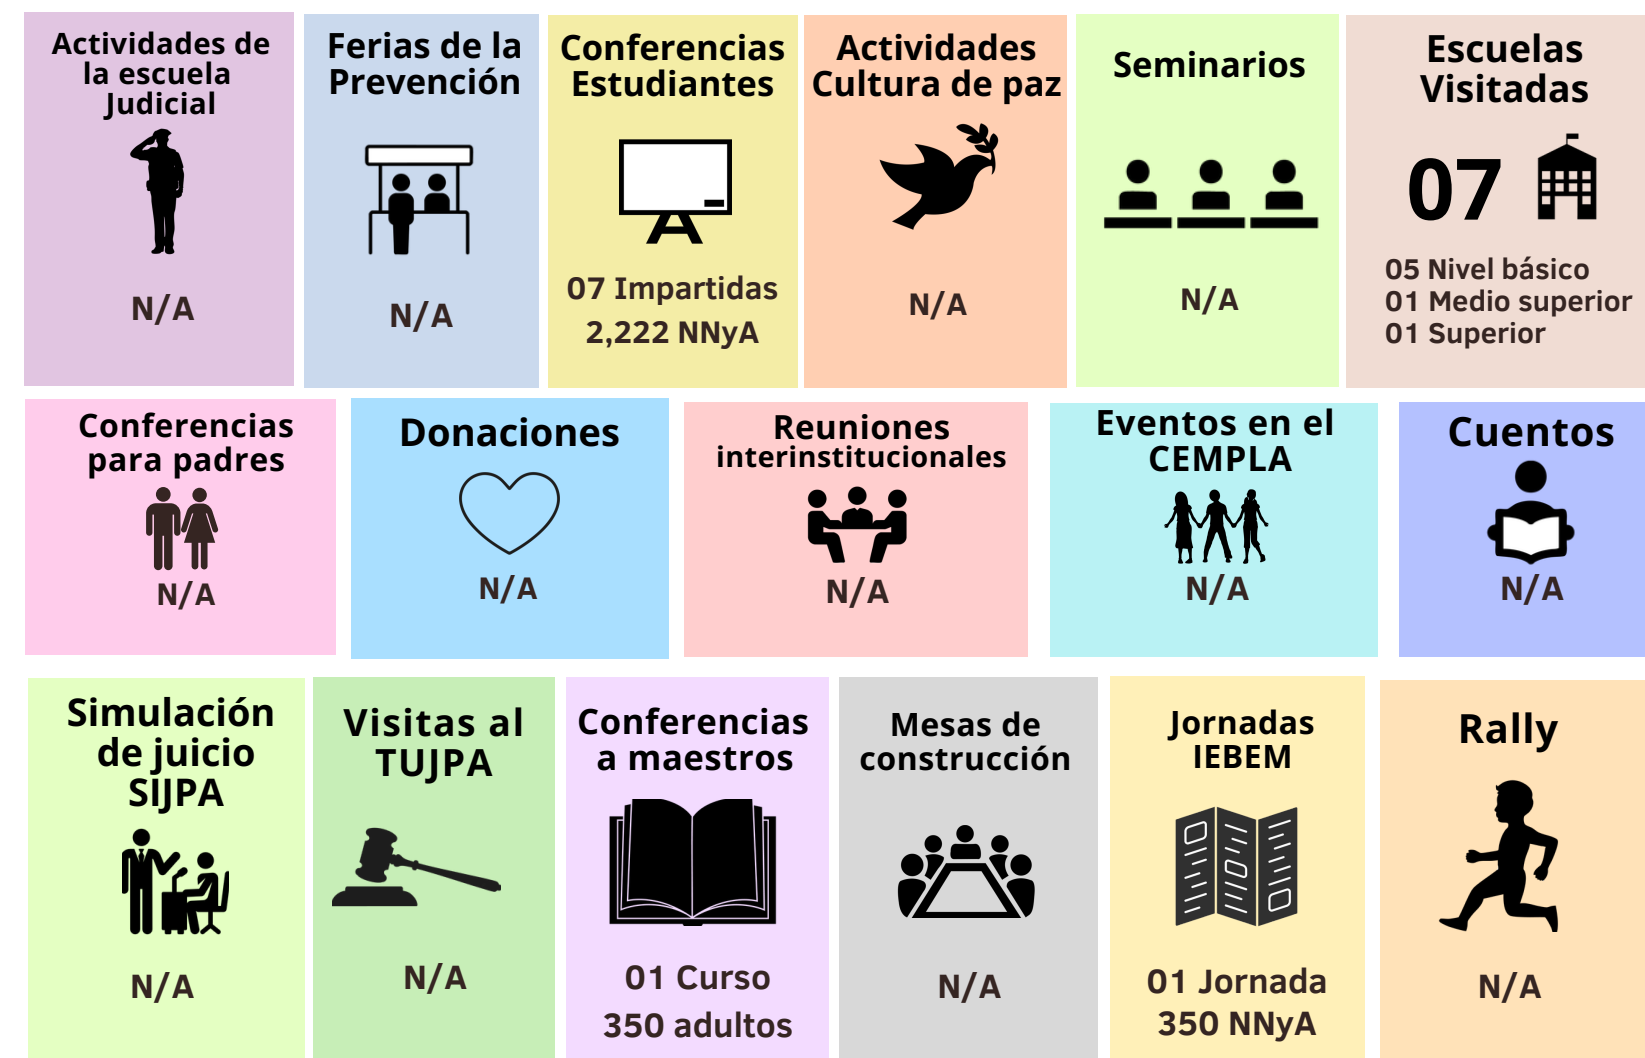 Actividades de
la escuela
Judicial
N/A
Ferias de la
Prevención
N/A
Conferencias
Estudiantes
07 Impartidas
2,222 NNyA
Actividades
Cultura de paz
N/A
Seminarios
N/A
Escuelas
Visitadas
07
05 Nivel básico
01 Medio superior
01 Superior
Conferencias
para padres
N/A
Donaciones
N/A
Reuniones
interinstitucionales
N/A
Eventos en el
CEMPLA
N/A
Cuentos
N/A
Simulación
de juicio
SIJPA
N/A
Visitas al
TUJPA
N/A
Conferencias
a maestros
01 Curso
350 adultos
Mesas de
construcción
N/A
Jornadas
IEBEM
01 Jornada
350 NNyA
Rally
N/A